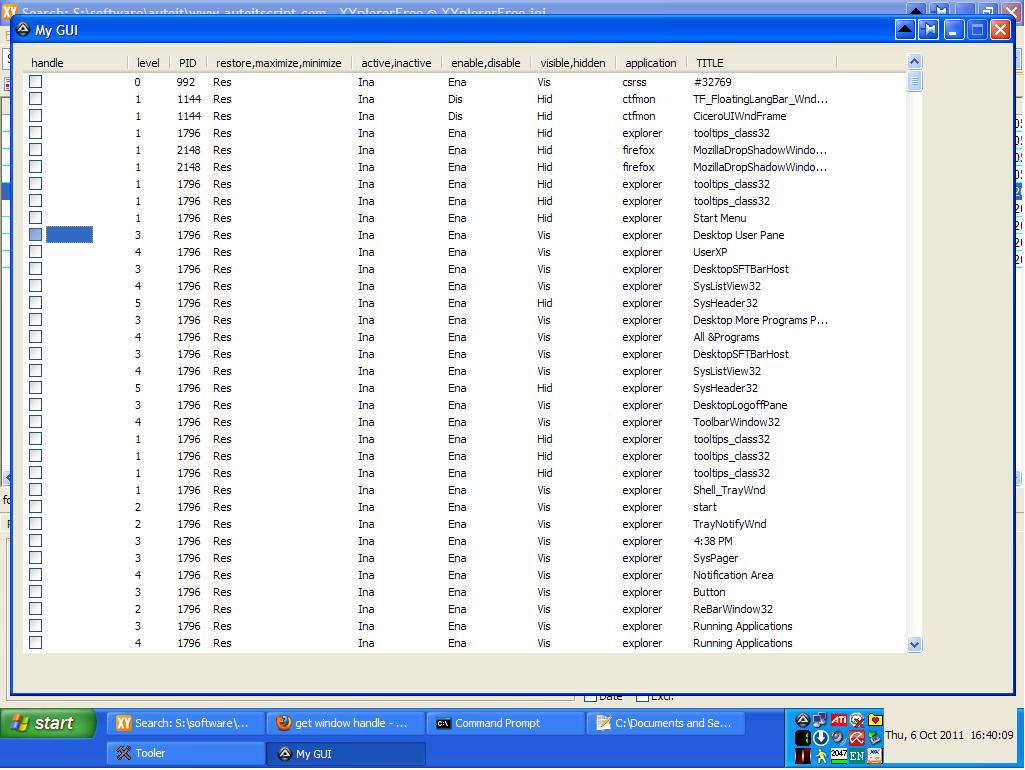 Search: S:\software\autoit\www.autoitscript.com - XYplorerFree @ XYplorerFree.ini
My GUI
handle level PID restore,maximize,minimize active,inactive enable,disable visible,hidden application TITLE
0 992 Res Ina Ena Vis csrss #32769
1 1144 Res Ina Dis Hid ctfmon TF_FloatingLangBar_Wnd...
1 1144 Res Ina Dis Hid ctfmon CiceroUIWndFrame
1 1796 Res Ina Ena Hid explorer tooltips_class32
1 2148 Res Ina Ena Hid firefox MozillaDropShadowWindo...
1 2148 Res Ina Ena Hid firefox MozillaDropShadowWindo...
1 1796 Res Ina Ena Hid explorer tooltips_class32
1 1796 Res Ina Ena Hid explorer tooltips_class32
1 1796 Res Ina Ena Hid explorer Start Menu
3 1796 Res Ina Ena Vis explorer Desktop User Pane
4 1796 Res Ina Ena Vis explorer UserXP
3 1796 Res Ina Ena Vis explorer DesktopSFTBarHost
4 1796 Res Ina Ena Vis explorer SysListView32
5 1796 Res Ina Ena Hid explorer SysHeader32
3 1796 Res Ina Ena Vis explorer Desktop More Programs P...
4 1796 Res Ina Ena Vis explorer All &Programs
3 1796 Res Ina Ena Vis explorer DesktopSFTBarHost
4 1796 Res Ina Ena Vis explorer SysListView32
5 1796 Res Ina Ena Hid explorer SysHeader32
3 1796 Res Ina Ena Vis explorer DesktopLogoffPane
4 1796 Res Ina Ena Vis explorer ToolbarWindow32
1 1796 Res Ina Ena Hid explorer tooltips_class32
1 1796 Res Ina Ena Hid explorer tooltips_class32
1 1796 Res Ina Ena Hid explorer tooltips_class32
1 1796 Res Ina Ena Vis explorer Shell_TrayWnd
2 1796 Res Ina Ena Vis explorer start
2 1796 Res Ina Ena Vis explorer TrayNotifyWnd
3 1796 Res Ina Ena Vis explorer 4:38 PM
3 1796 Res Ina Ena Vis explorer SysPager
4 1796 Res Ina Ena Vis explorer Notification Area
3 1796 Res Ina Ena Vis explorer Button
2 1796 Res Ina Ena Vis explorer ReBarWindow32
3 1796 Res Ina Ena Vis explorer Running Applications
4 1796 Res Ina Ena Vis explorer Running Applications
Date Excl.
start XY Search: S:\software\... get window handle - ... Command Prompt C:\Documents and Se...
Tooler My GUI
ATI
2047 EN
Thu, 6 Oct 2011 16:40:09